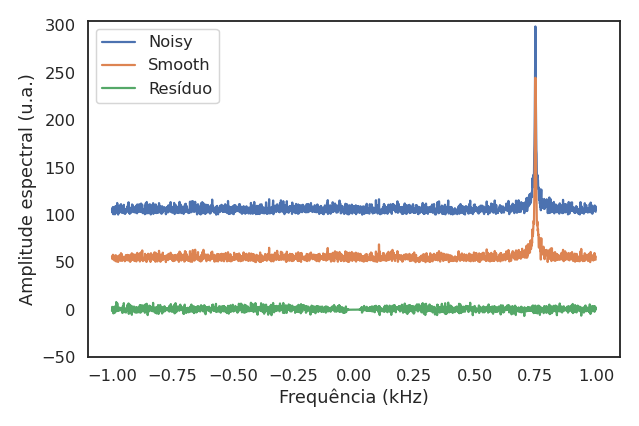 Noisy
Smooth
Resíduo
Amplitude espectral (u.a.)
300
250
200
150
100
50
0
−50
−1.00 −0.75 −0.50 −0.25 0.00 0.25 0.50 0.75 1.00
Frequência (kHz)